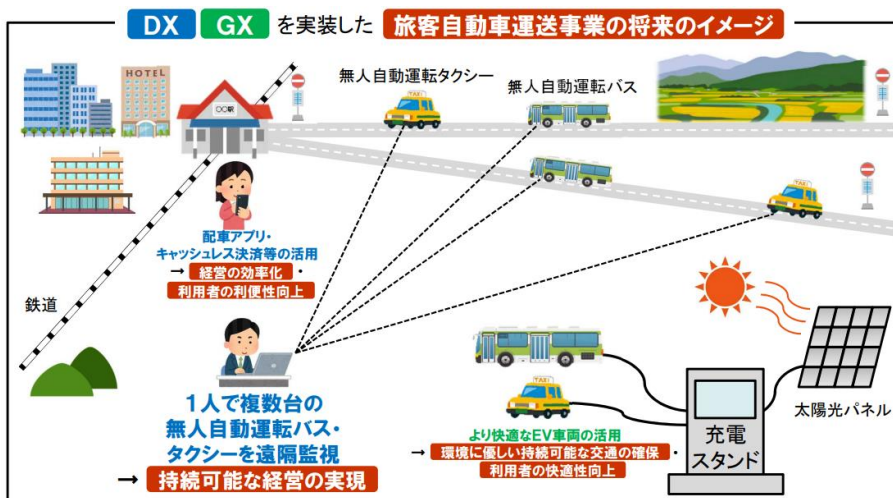 DX GX を実装した 旅客自動車運送事業の将来のイメージ
HOTEL
〇〇駅
無人自動運転タクシー
TAXI
無人自動運転バス
TAXI
配車アプリ・
キャッシュレス決済等の活用
→ 経営の効率化・
利用者の利便性向上
鉄道
1人で複数台の
無人自動運転バス・
タクシーを遠隔監視
→ 持続可能な経営の実現
TAXI
より快適なEV車両の活用
→ 環境に優しい持続可能な交通の確保・
利用者の快適性向上
充電
スタンド
太陽光パネル